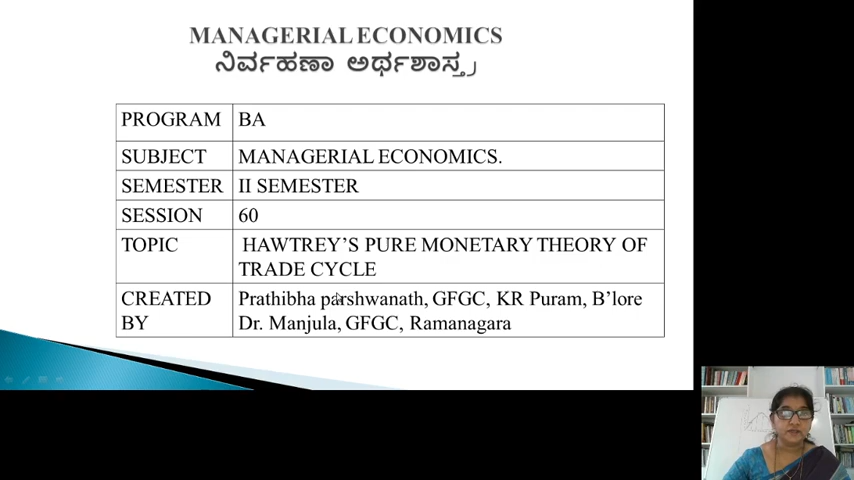 MANAGERIAL ECONOMICS
ನಿರ್ವಹಣಾ ಅರ್ಥಶಾಸ್ತ್ರ
PROGRAM BA
SUBJECT MANAGERIAL ECONOMICS.
SEMESTER II SEMESTER
SESSION 60
TOPIC HAWTREY'S PURE MONETARY THEORY OF
TRADE CYCLE
CREATED Prathibha parshwanath, GFGC, KR Puram, B'lore
BY Dr. Manjula, GFGC, Ramanagara